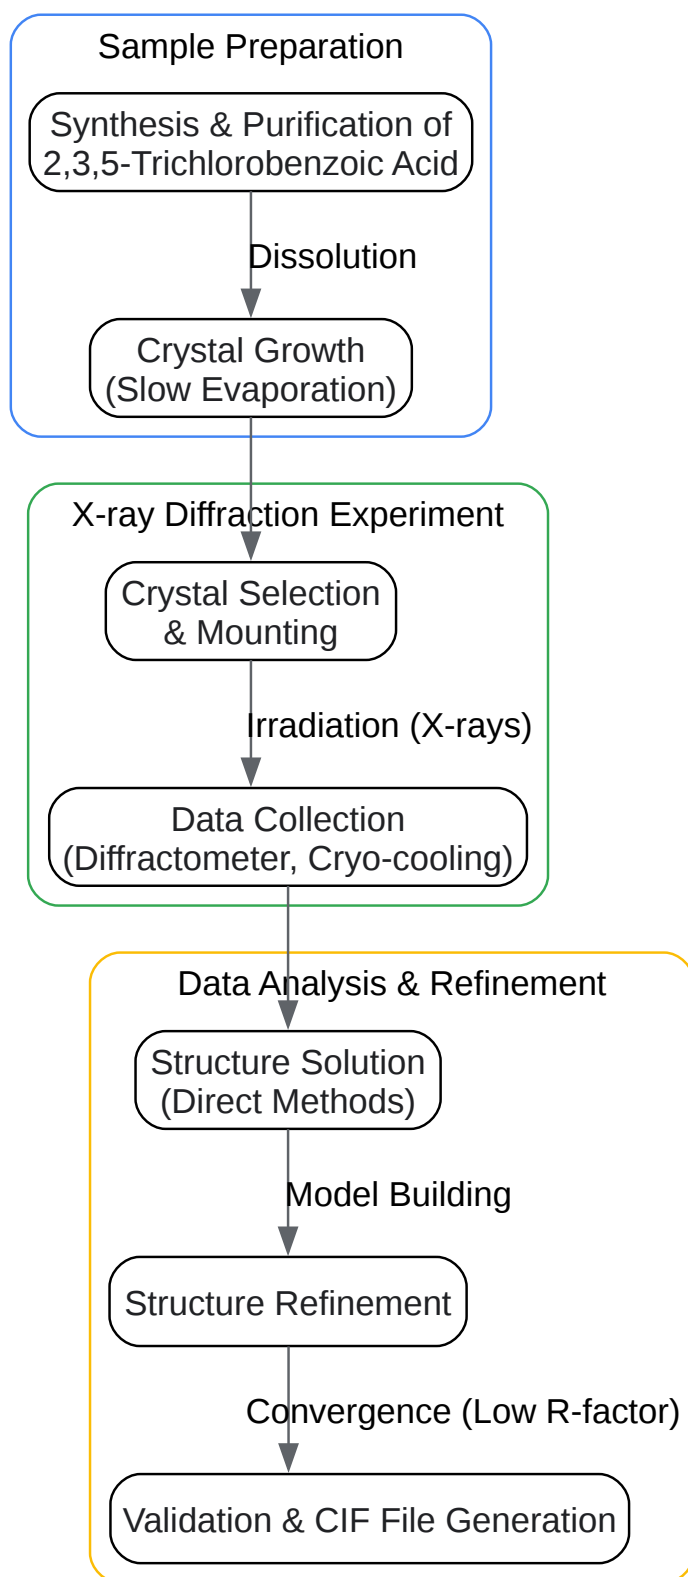 Sample Preparation
Synthesis & Purification of
2,3,5-Trichlorobenzoic Acid
Dissolution
Crystal Growth
(Slow Evaporation)
X-ray Diffraction Experiment
Crystal Selection
& Mounting
Irradiation (X-rays)
Data Collection
(Diffractometer, Cryo-cooling)
Data Analysis & Refinement
Structure Solution
(Direct Methods)
Model Building
Structure Refinement
Convergence (Low R-factor)
Validation & CIF File Generation